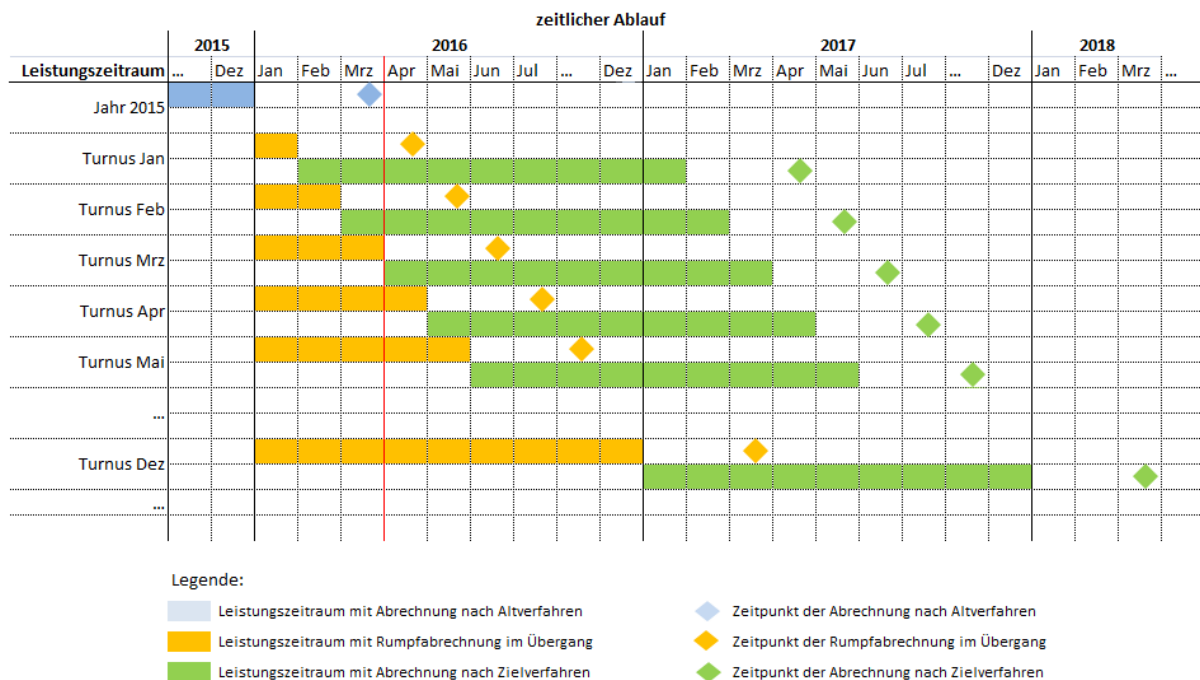 zeitlicher Ablauf
2015 2016 2017 2018
Leistungszeitraum ... Dez Jan Feb Mrz Apr Mai Jun Jul ... Dez Jan Feb Mrz Apr Mai Jun Jul ... Dez Jan Feb Mrz ...
Jahr 2015
Turnus Jan
Turnus Feb
Turnus Mrz
Turnus Apr
Turnus Mai
...
Turnus Dez
...
Legende:
Leistungszeitraum mit Abrechnung nach Altverfahren Zeitpunkt der Abrechnung nach Altverfahren
Leistungszeitraum mit Rumpfabrechnung im Übergang Zeitpunkt der Rumpfabrechnung im Übergang
Leistungszeitraum mit Abrechnung nach Zielverfahren Zeitpunkt der Abrechnung nach Zielverfahren